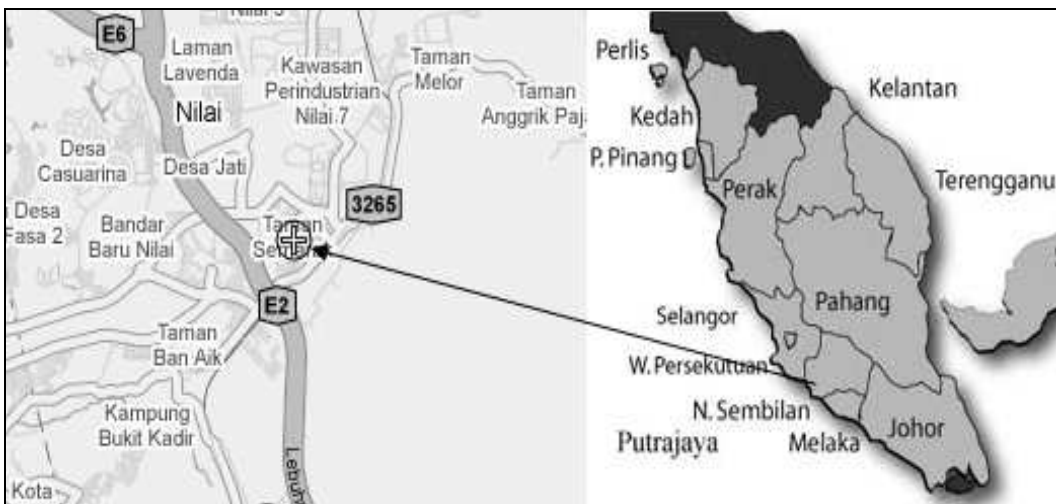 E6
Laman
Lavenda
Nilai
Kawasan
Perindustrian
Nilai 7
Taman
Melor
Taman
Anggrik Paja
Desa
Casuarina
Desa Jati
3265
Desa
Fasa 2
Bandar
Baru Nilai
Taman
E2
Taman
Ban Aik
Kampung
Bukit Kadir
Kota
Lebuh
Perlis
Kedah
P. Pinang
Perak
Kelantan
Terengganu
Pahang
Selangor
W. Persekutuan
N. Sembilan
Putrajaya
Melaka
Johor